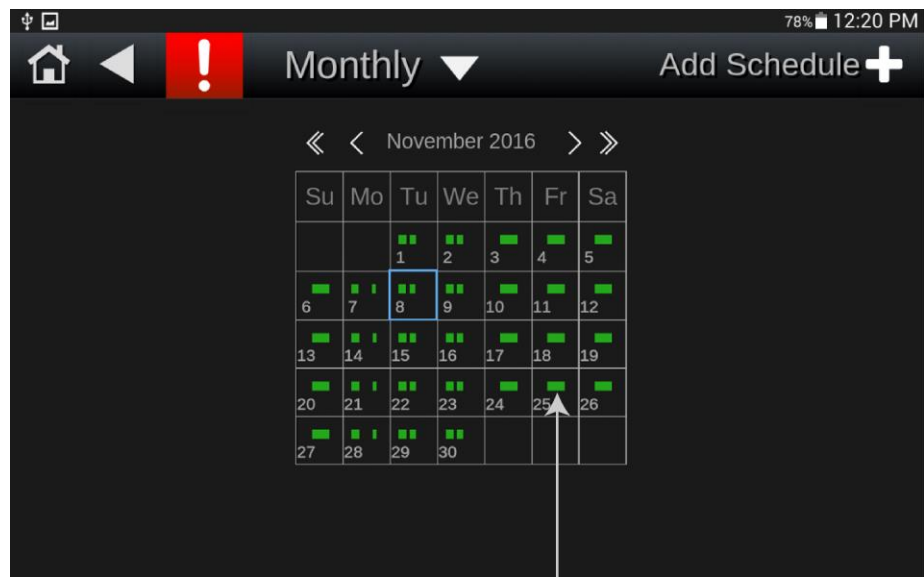 78% 12:20 PM
! Monthly Add Schedule
November 2016
Su Mo Tu We Th Fr Sa
1 2 3 4 5
6 7 8 9 10 11 12
13 14 15 16 17 18 19
20 21 22 23 24 25 26
27 28 29 30